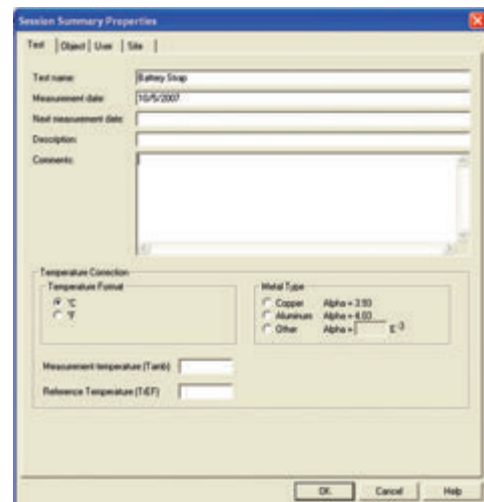 Session Summary Properties
Test Object User Site
Test name: Battery Strap
Measurement date: 10/5/2007
Next measurement date:
Description:
Comments:
Temperature Correction
Temperature Format Metal Type
°C Copper Alpha = 3.93
°F Aluminum Alpha = 4.03
Other Alpha = E-3
Measurement temperature (Tamb)
Reference Temperature (TrEF)
OK Cancel Help